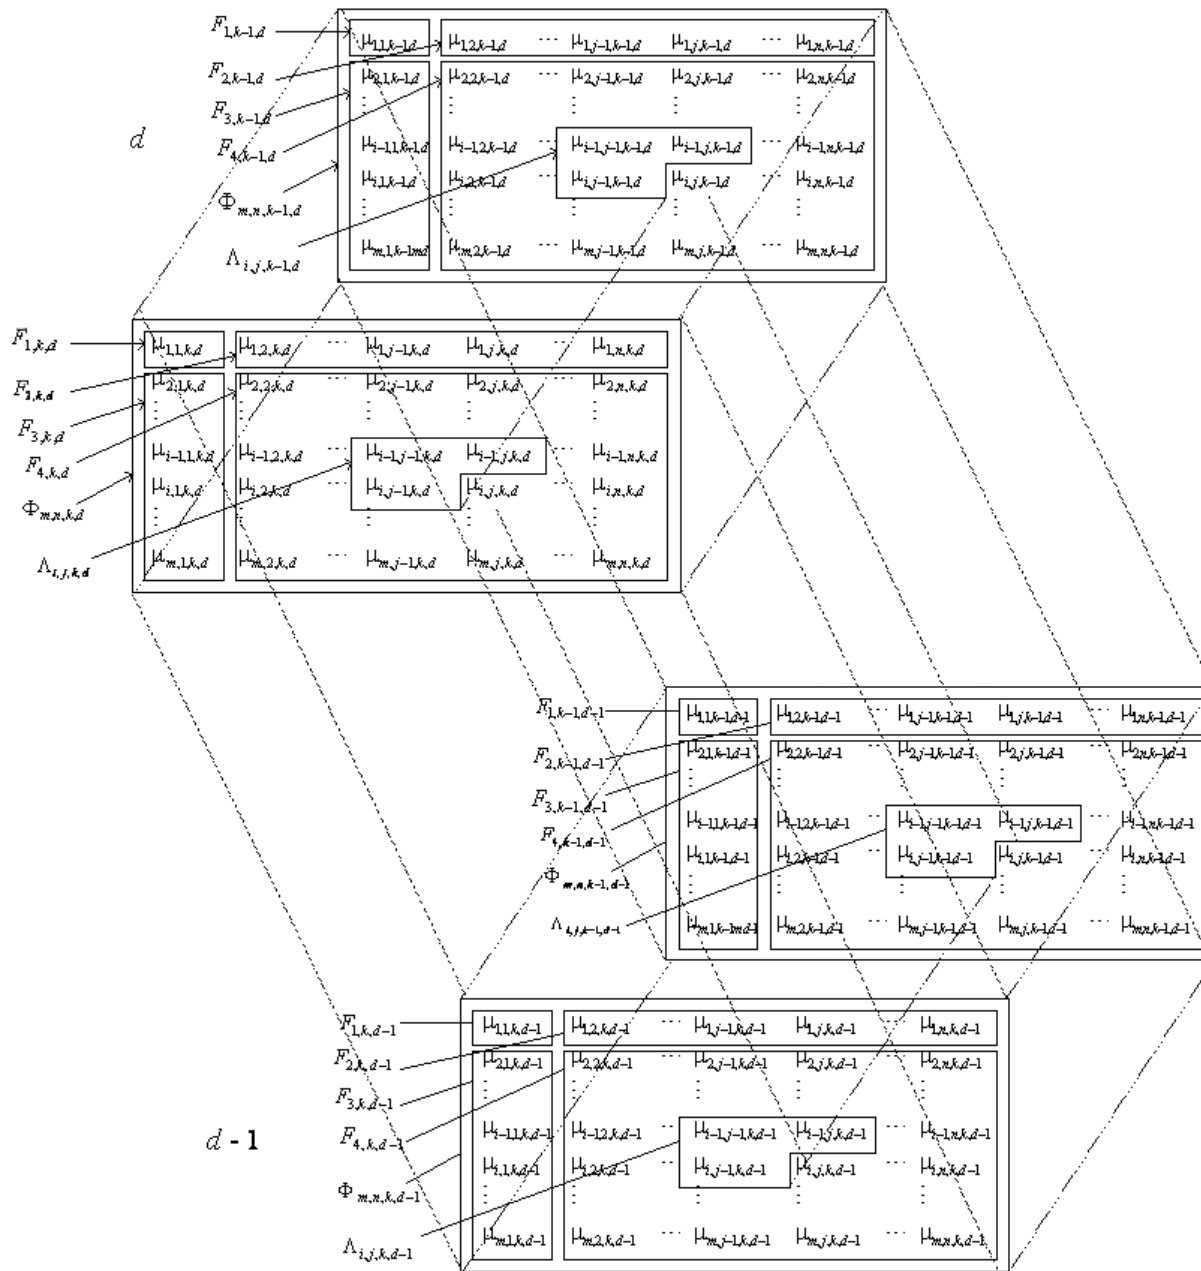 F1,k−1,d
μ1,1,k−1,d μ1,2,k−1,d ··· μ1,j−1,k−1,d μ1,j,k−1,d ··· μ1,n,k−1,d
F2,k−1,d
μ2,1,k−1,d μ2,2,k−1,d ··· μ2,j−1,k−1,d μ2,j,k−1,d ··· μ2,n,k−1,d
F3,k−1,d
d
F4,k−1,d
μi−1,1,k−1,d μi−1,2,k−1,d ··· μi−1,j−1,k−1,d μi−1,j,k−1,d ··· μi−1,n,k−1,d
μi,1,k−1,d μi,2,k−1,d ··· μi,j−1,k−1,d μi,j,k−1,d ··· μi,n,k−1,d
Φm,n,k−1,d
μm,1,k−1md μm,2,k−1,d ··· μm,j−1,k−1,d μm,j,k−1,d ··· μm,n,k−1,d
Λi,j,k−1,d
F1,k,d
μ1,1,k,d μ1,2,k,d ··· μ1,j−1,k,d μ1,j,k,d ··· μ1,n,k,d
μ2,1,k,d μ2,2,k,d ··· μ2,j−1,k,d μ2,j,k,d ··· μ2,n,k,d
F3,k,d
F4,k,d
μi−1,1,k,d μi−1,2,k,d ··· μi−1,j−1,k,d μi−1,j,k,d ··· μi−1,n,k,d
μi,1,k,d μi,2,k,d ··· μi,j−1,k,d μi,j,k,d ··· μi,n,k,d
Φm,n,k,d
μm,1,k,d μm,2,k,d ··· μm,j−1,k,d μm,j,k,d ··· μm,n,k,d
Λi,j,k,d
F1,k−1,d−1
μ1,1,k−1,d−1 μ1,2,k−1,d−1 ··· μ1,j−1,k−1,d−1 μ1,j,k−1,d−1 ··· μ1,n,k−1,d−1
F2,k−1,d−1
μ2,1,k−1,d−1 μ2,2,k−1,d−1 ··· μ2,j−1,k−1,d−1 μ2,j,k−1,d−1 ··· μ2,n,k−1,d−1
F3,k−1,d−1
F4,k−1,d−1
μi−1,1,k−1,d−1 μi−1,2,k−1,d−1 ··· μi−1,j−1,k−1,d−1 μi−1,j,k−1,d−1 ··· μi−1,n,k−1,d−1
μi,1,k−1,d−1 μi,2,k−1,d−1 ··· μi,j−1,k−1,d−1 μi,j,k−1,d−1 ··· μi,n,k−1,d−1
Φm,n,k−1,d−1
μm,1,k−1md−1 μm,2,k−1,d−1 ··· μm,j−1,k−1,d−1 μm,j,k−1,d−1 ··· μm,n,k−1,d−1
Λi,j,k−1,d−1
F1,k,d−1
μ1,1,k,d−1 μ1,2,k,d−1 ··· μ1,j−1,k,d−1 μ1,j,k,d−1 ··· μ1,n,k,d−1
F2,k,d−1
μ2,1,k,d−1 μ2,2,k,d−1 ··· μ2,j−1,k,d−1 μ2,j,k,d−1 ··· μ2,n,k,d−1
F3,k,d−1
d - 1
F4,k,d−1
μi−1,1,k,d−1 μi−1,2,k,d−1 ··· μi−1,j−1,k,d−1 μi−1,j,k,d−1 ··· μi−1,n,k,d−1
μi,1,k,d−1 μi,2,k,d−1 ··· μi,j−1,k,d−1 μi,j,k,d−1 ··· μi,n,k,d−1
Φm,n,k,d−1
μm,1,k,d−1 μm,2,k,d−1 ··· μm,j−1,k,d−1 μm,j,k,d−1 ··· μm,n,k,d−1
Λi,j,k,d−1